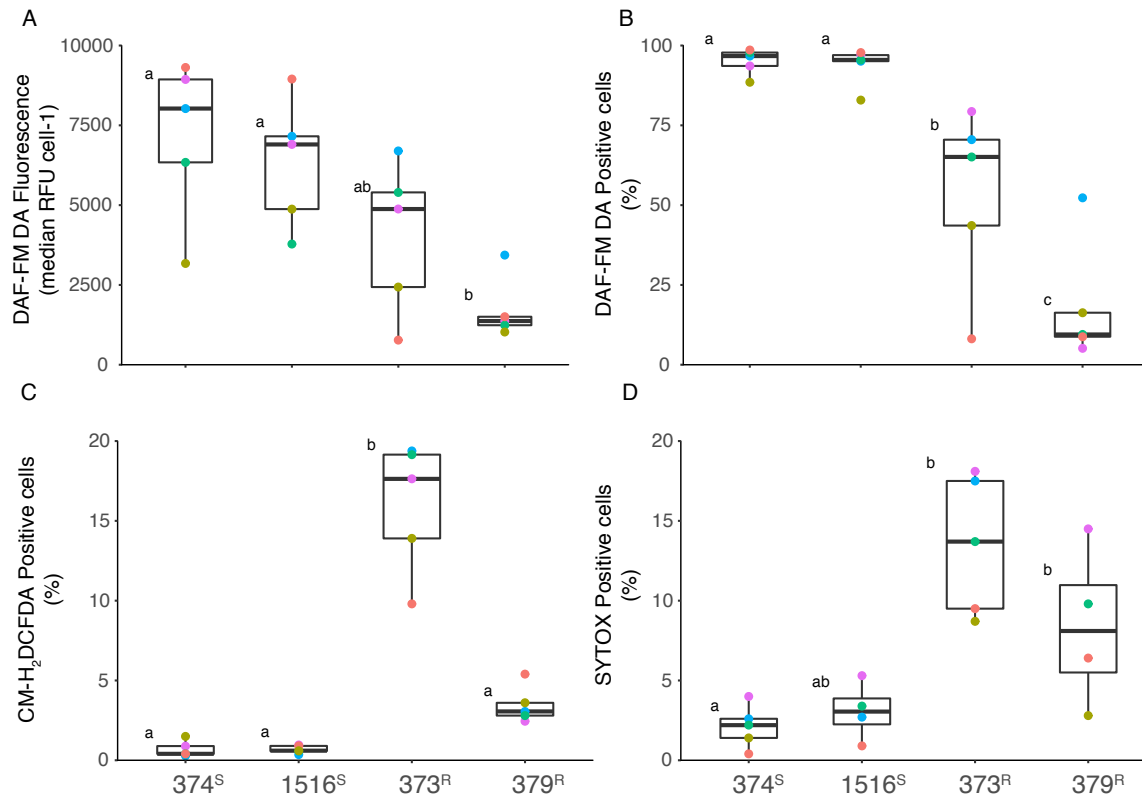 A
DAF-FM DA Fluorescence
(median RFU cell-1)
10000
7500
5000
2500
0
a
a
ab
b
B
DAF-FM DA Positive cells
(%)
100
75
50
25
0
a
a
b
c
C
CM-H₂DCFDA Positive cells
(%)
20
15
10
5
0
a
a
b
a
374ˢ
1516ˢ
373ᴿ
379ᴿ
D
SYTOX Positive cells
(%)
20
15
10
5
0
a
ab
b
b
374ˢ
1516ˢ
373ᴿ
379ᴿ